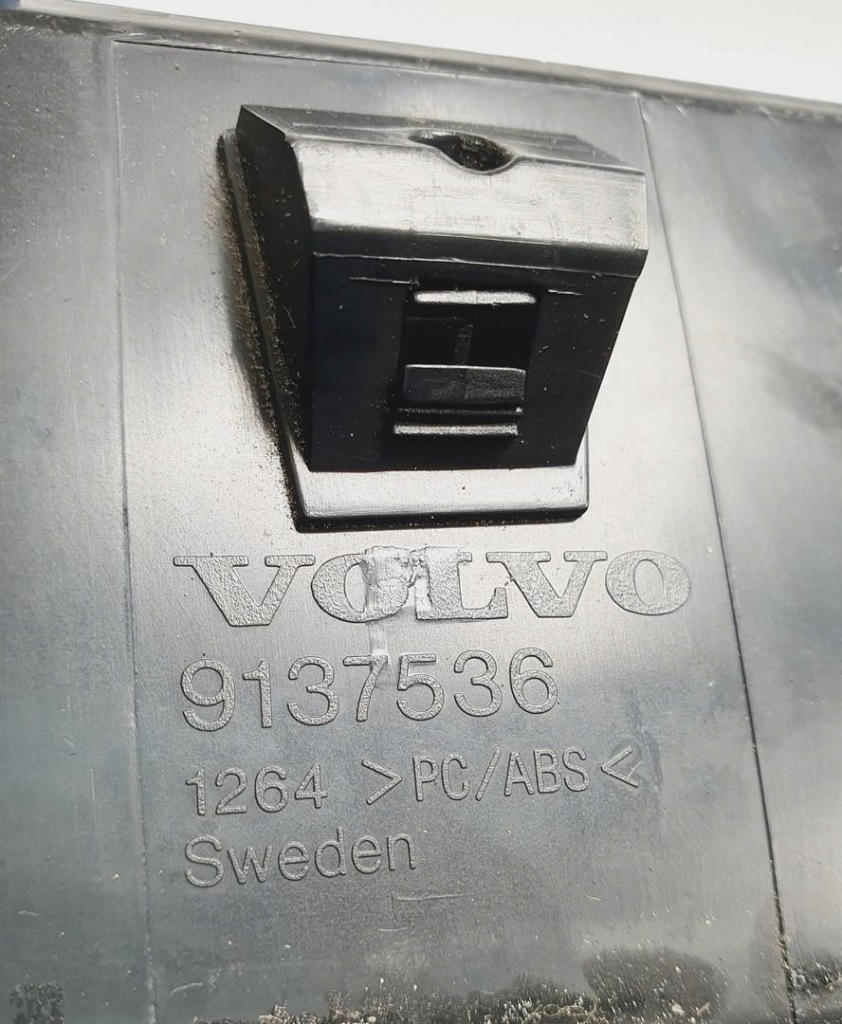 VOLVO
9137536
1264 >PC/ABS<
Sweden